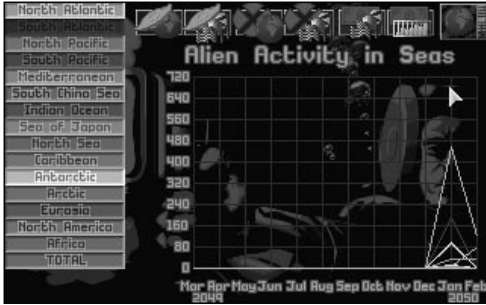 North Atlantic
South Atlantic
North Pacific
South Pacific
Mediterranean
South China Sea
Indian Ocean
Sea of Japan
North Sea
Caribbean
Antarctic
Arctic
Eurasia
North America
Africa
TOTAL
Alien Activity in Seas
720
640
560
480
400
320
240
160
80
0
Mar Apr May Jun Jul Aug Sep Oct Nov Dec Jan Feb
2049 2050